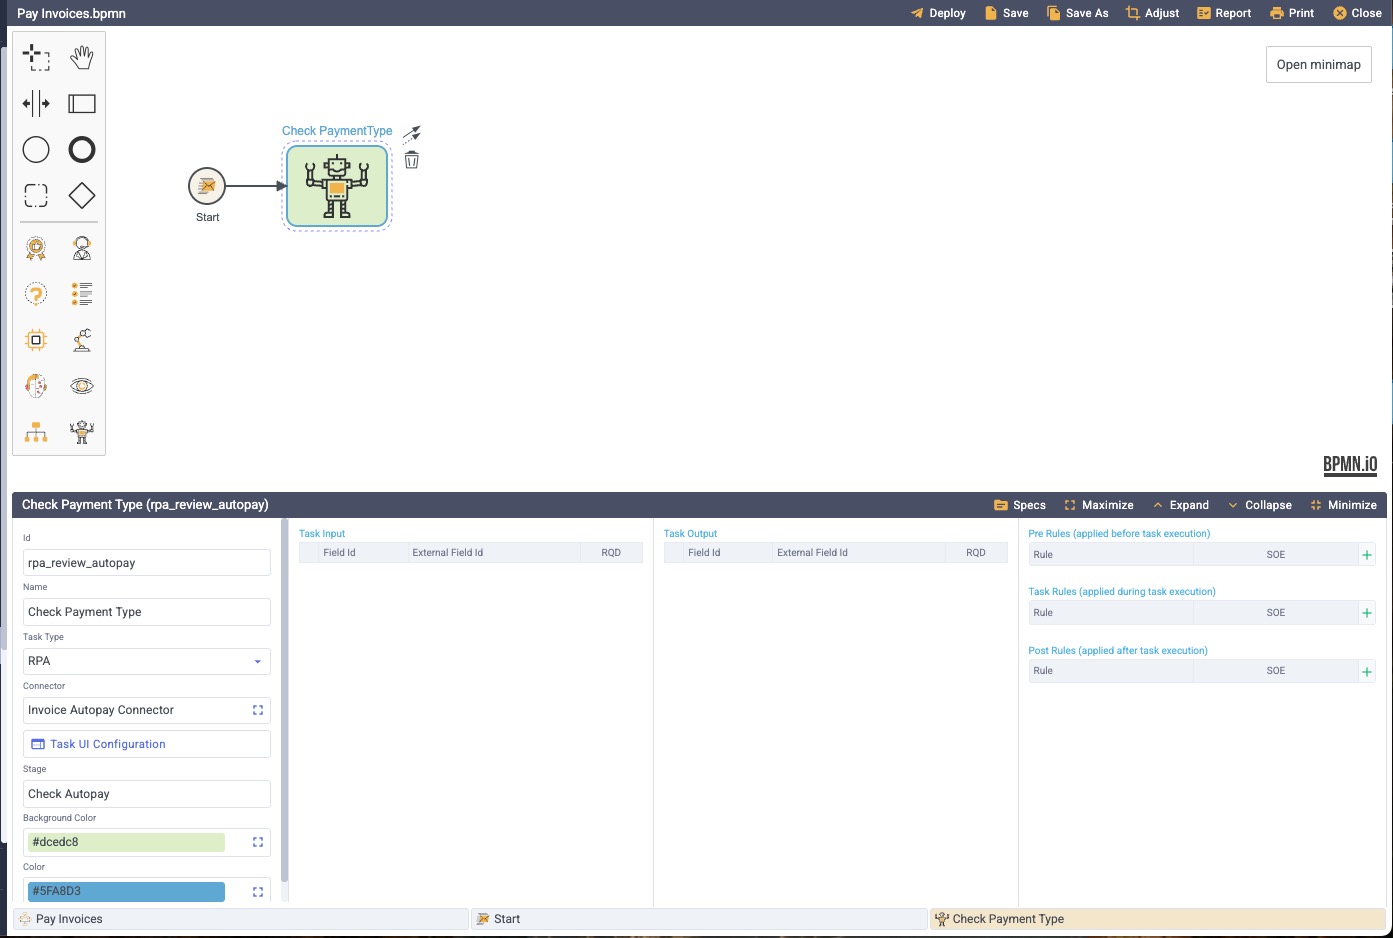 Pay Invoices.bpmn
Deploy Save Save As Adjust Report Print Close
Open minimap
Check PaymentType
Start
BPMN.iO
Check Payment Type (rpa_review_autopay)
Specs Maximize Expand Collapse Minimize
Id
rpa_review_autopay
Name
Check Payment Type
Task Type
RPA
Connector
Invoice Autopay Connector
Task UI Configuration
Stage
Check Autopay
Background Color
#dcedc8
Color
#5FA8D3
Task Input
Field Id External Field Id RQD
Task Output
Field Id External Field Id RQD
Pre Rules (applied before task execution)
Rule SOE
Task Rules (applied during task execution)
Rule SOE
Post Rules (applied after task execution)
Rule SOE
Pay Invoices
Start
Check Payment Type